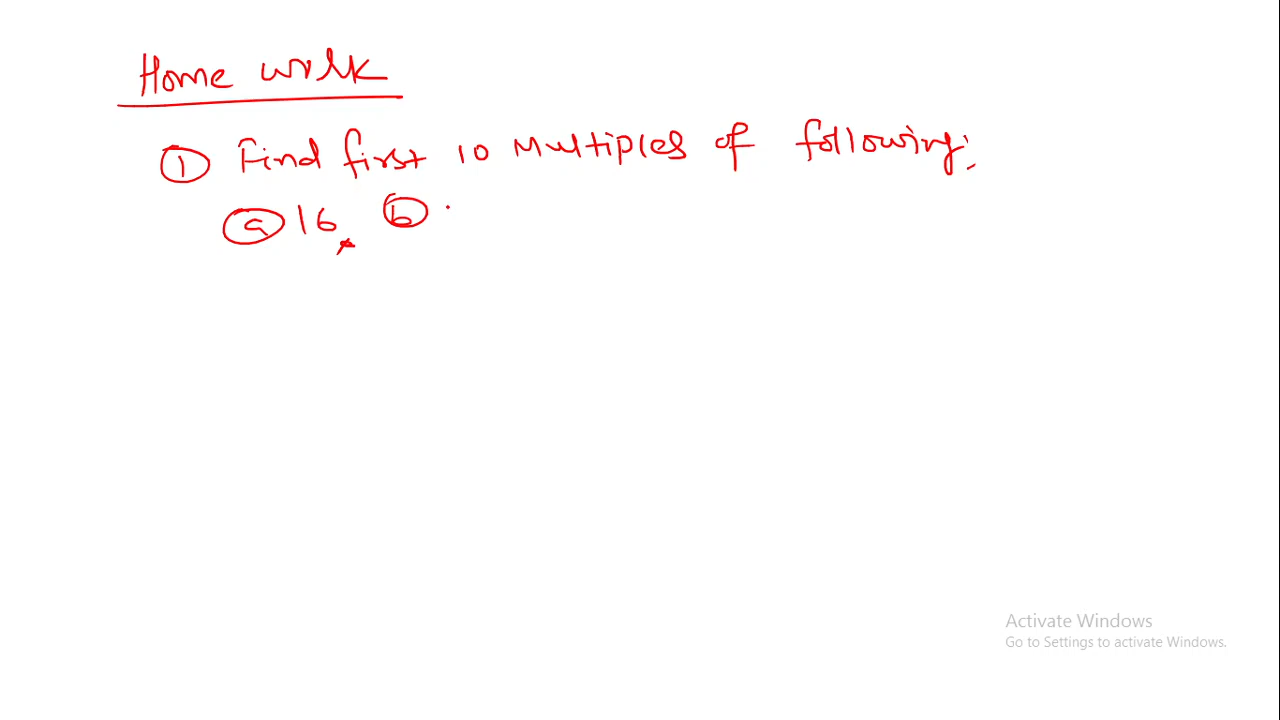 Home work
① Find first 10 Multiples of following:
ⓐ 16, ⓑ
Activate Windows
Go to Settings to activate Windows.